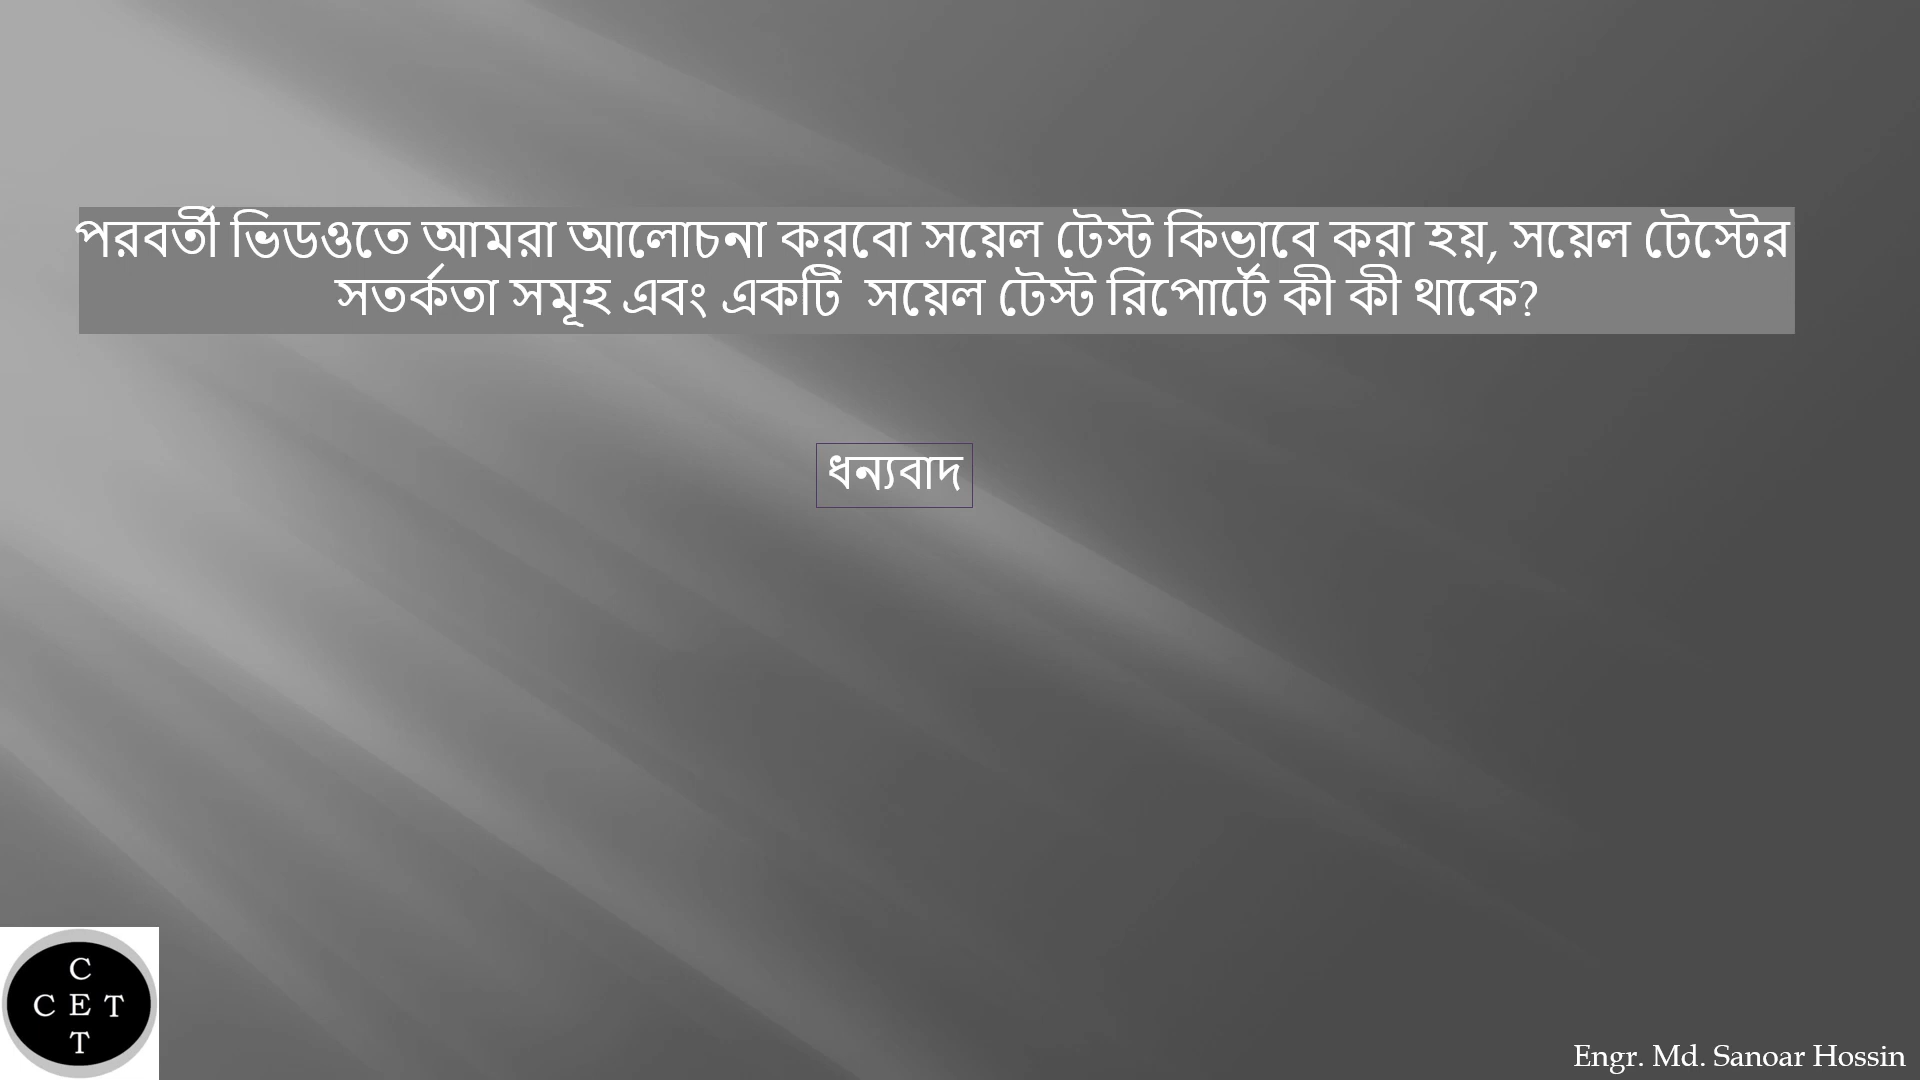 পরবর্তী ভিডওতে আমরা আলোচনা করবো সয়েল টেস্ট কিভাবে করা হয়, সয়েল টেস্টের
সতর্কতা সমূহ এবং একটি সয়েল টেস্ট রিপোর্টে কী কী থাকে?
ধন্যবাদ
C
C E T
T
Engr. Md. Sanoar Hossin